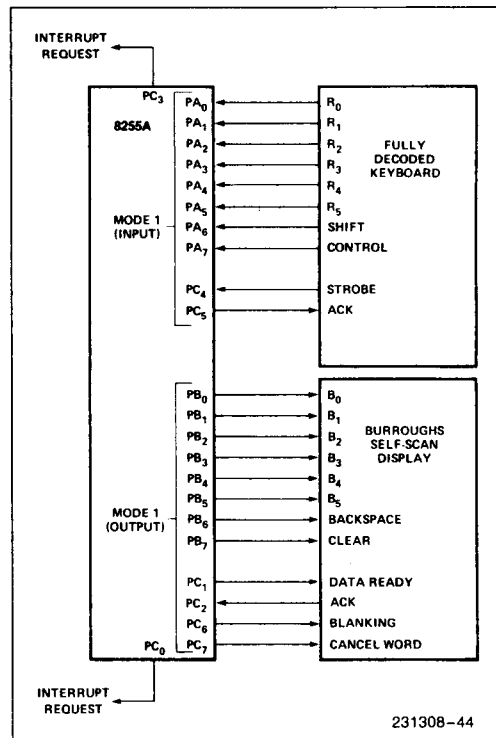 INTERRUPT
REQUEST
PC3
8255A
MODE 1
(INPUT)
PA0
PA1
PA2
PA3
PA4
PA5
PA6
PA7
PC4
PC5
R0
R1
R2
R3
R4
R5
SHIFT
CONTROL
STROBE
ACK
FULLY
DECODED
KEYBOARD
MODE 1
(OUTPUT)
PB0
PB1
PB2
PB3
PB4
PB5
PB6
PB7
PC1
PC2
PC6
PC7
B0
B1
B2
B3
B4
B5
BACKSPACE
CLEAR
DATA READY
ACK
BLANKING
CANCEL WORD
BURROUGHS
SELF-SCAN
DISPLAY
PC0
INTERRUPT
REQUEST
231308-44